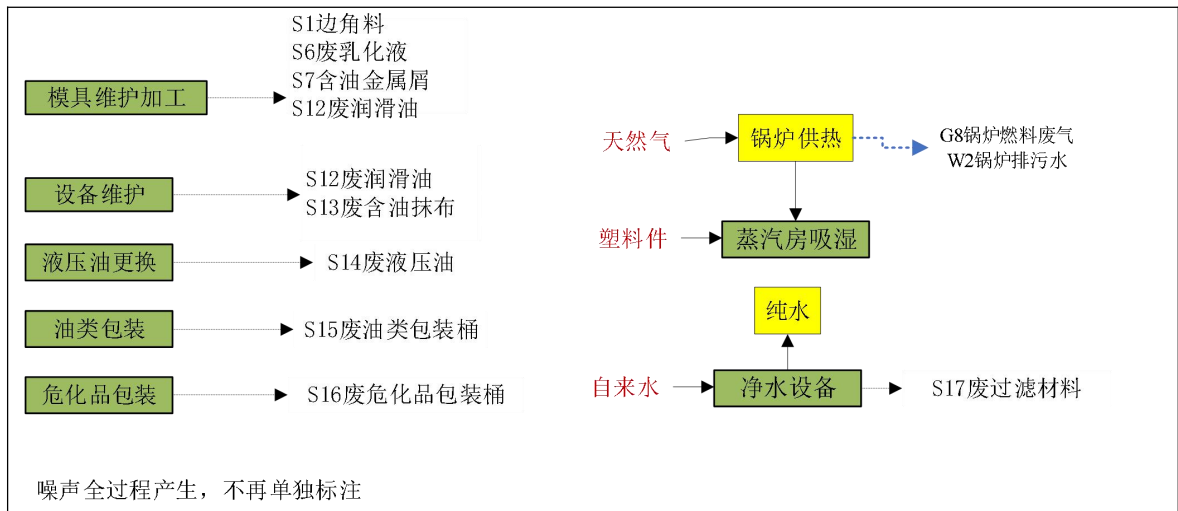 S1边角料
S6废乳化液
S7含油金属屑
S12废润滑油
模具维护加工
S12废润滑油
S13废含油抹布
设备维护
液压油更换
S14废液压油
油类包装
S15废油类包装桶
危化品包装
S16废危化品包装桶
天然气
锅炉供热
G8锅炉燃料废气
W2锅炉排污水
塑料件
蒸汽房吸湿
纯水
自来水
净水设备
S17废过滤材料
噪声全过程产生，不再单独标注